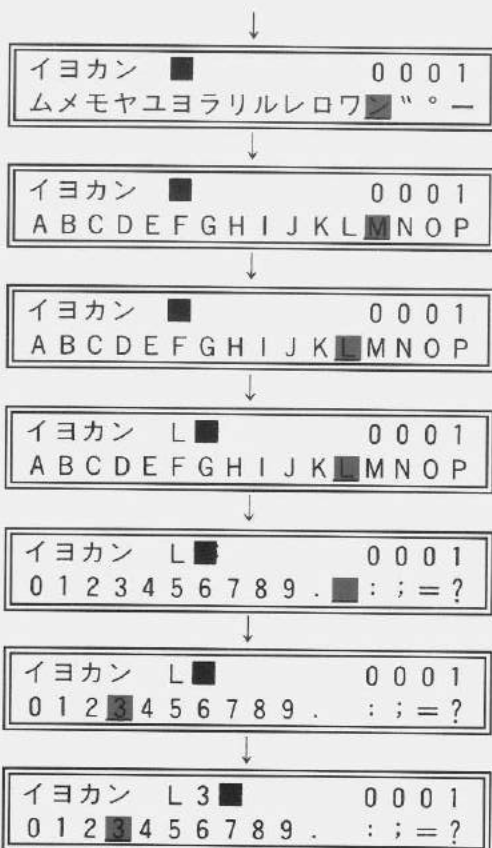 イヨカン ■ 0001
ムメモヤユヨラリルレロワン゛゜ー
イヨカン ■ 0001
ABCDEFGHIJKLMNOP
イヨカン ■ 0001
ABCDEFGHIJKLMNOP
イヨカン L■ 0001
ABCDEFGHIJKLMNOP
イヨカン L■ 0001
0123456789. :;=?
イヨカン L■ 0001
0123456789. :;=?
イヨカン L3■ 0001
0123456789. :;=?